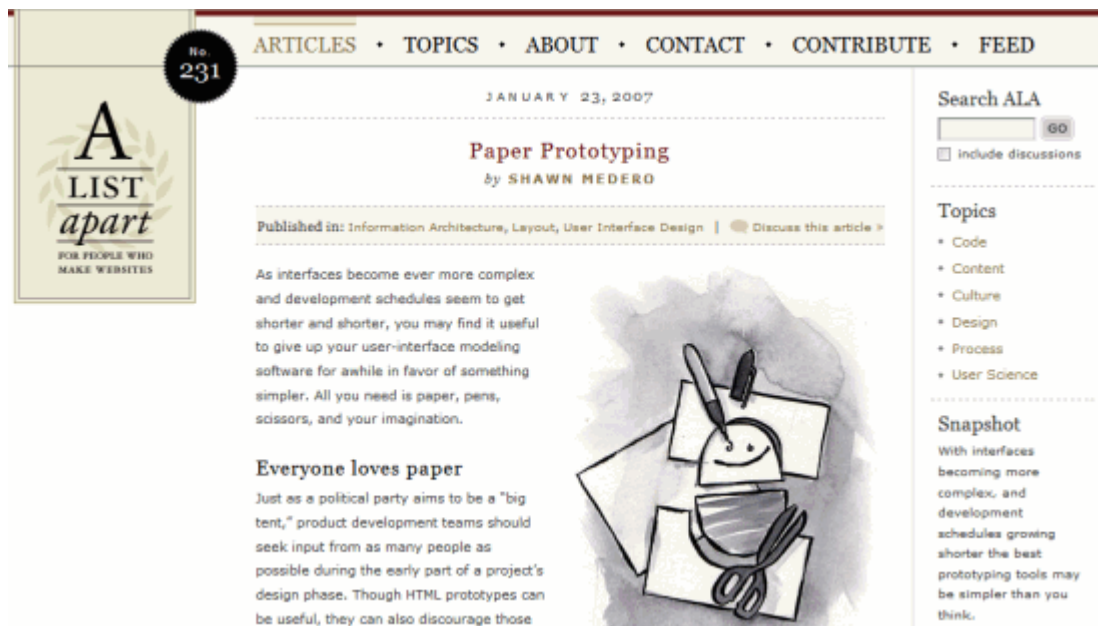 ARTICLES • TOPICS • ABOUT • CONTACT • CONTRIBUTE • FEED
No.
231
A
LIST
apart
FOR PEOPLE WHO
MAKE WEBSITES
JANUARY 23, 2007
Paper Prototyping
by SHAWN MEDERO
Published in: Information Architecture, Layout, User Interface Design | Discuss this article »
As interfaces become ever more complex
and development schedules seem to get
shorter and shorter, you may find it useful
to give up your user-interface modeling
software for awhile in favor of something
simpler. All you need is paper, pens,
scissors, and your imagination.
Everyone loves paper
Just as a political party aims to be a “big
tent,” product development teams should
seek input from as many people as
possible during the early part of a project’s
design phase. Though HTML prototypes can
be useful, they can also discourage those
Search ALA
GO
include discussions
Topics
• Code
• Content
• Culture
• Design
• Process
• User Science
Snapshot
With interfaces
becoming more
complex, and
development
schedules growing
shorter the best
prototyping tools may
be simpler than you
think.